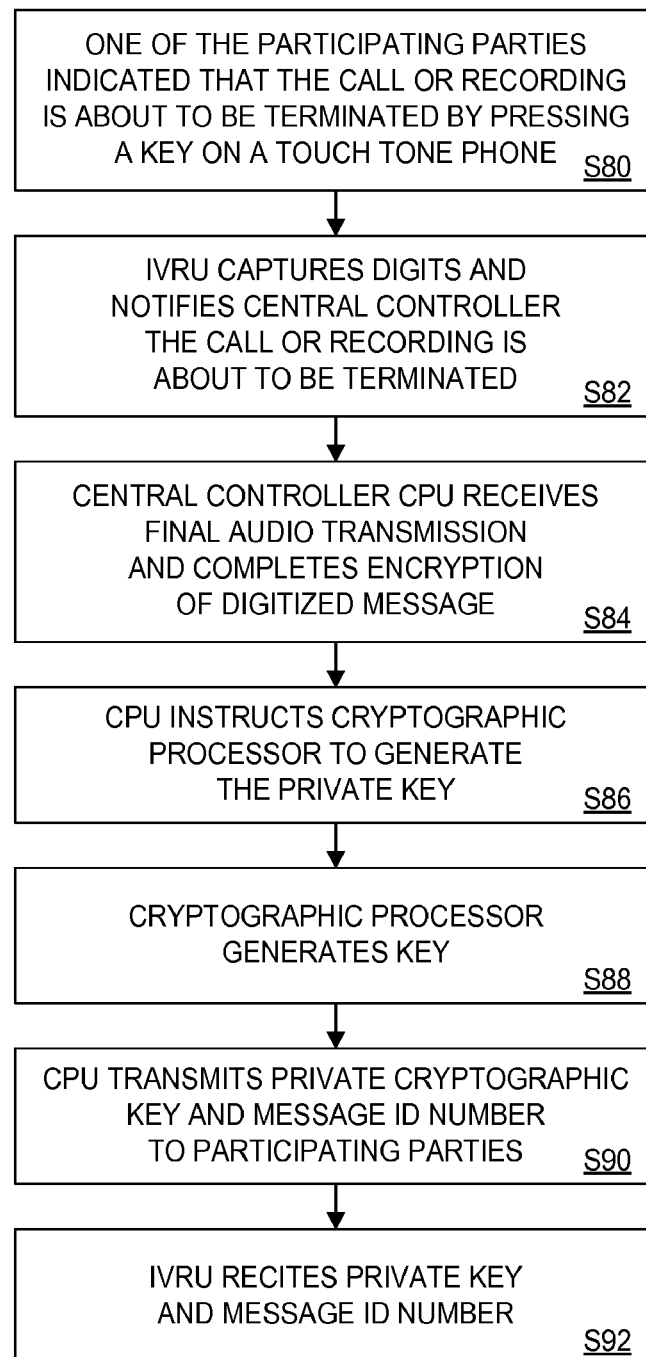 ONE OF THE PARTICIPATING PARTIES
INDICATED THAT THE CALL OR RECORDING
IS ABOUT TO BE TERMINATED BY PRESSING
A KEY ON A TOUCH TONE PHONE
S80
IVRU CAPTURES DIGITS AND
NOTIFIES CENTRAL CONTROLLER
THE CALL OR RECORDING IS
ABOUT TO BE TERMINATED
S82
CENTRAL CONTROLLER CPU RECEIVES
FINAL AUDIO TRANSMISSION
AND COMPLETES ENCRYPTION
OF DIGITIZED MESSAGE
S84
CPU INSTRUCTS CRYPTOGRAPHIC
PROCESSOR TO GENERATE
THE PRIVATE KEY
S86
CRYPTOGRAPHIC PROCESSOR
GENERATES KEY
S88
CPU TRANSMITS PRIVATE CRYPTOGRAPHIC
KEY AND MESSAGE ID NUMBER
TO PARTICIPATING PARTIES
S90
IVRU RECITES PRIVATE KEY
AND MESSAGE ID NUMBER
S92